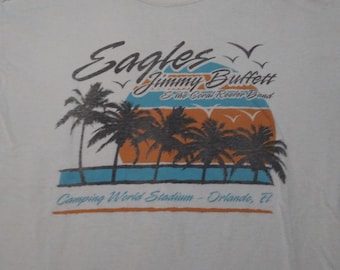 Eagles
Jimmy Buffett
& the Coral Reefer Band
Camping World Stadium - Orlando, Fl